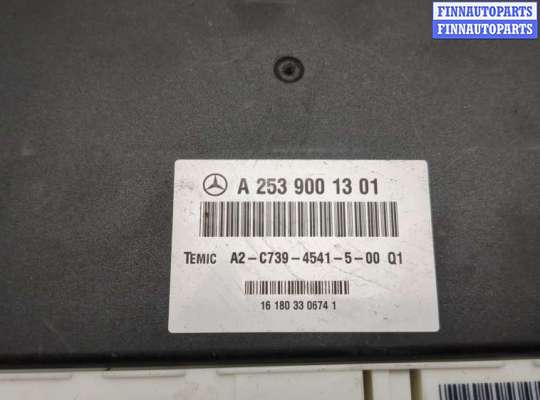 FINNAUTOPARTS
FINNAUTOPARTS
A 253 900 13 01
TEMIC A2-C739-4541-5-00 Q1
16 180 33 0674 1